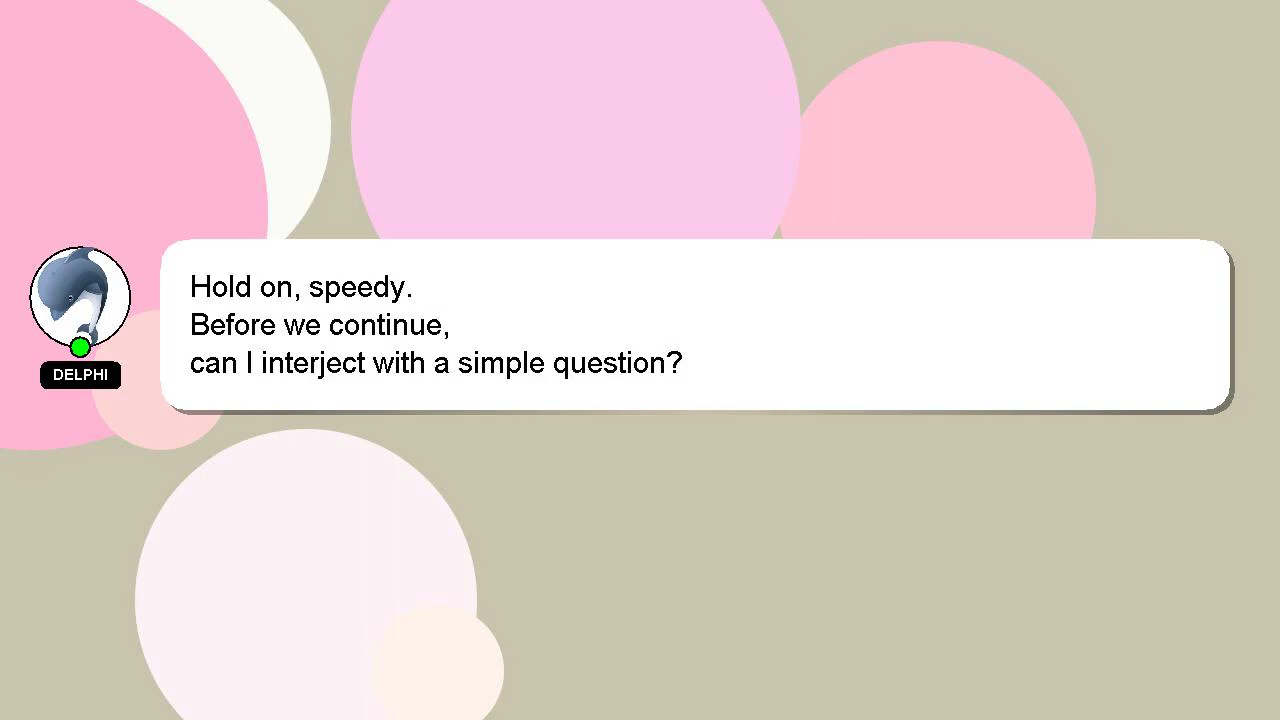 Hold on, speedy.
Before we continue,
can I interject with a simple question?
DELPHI